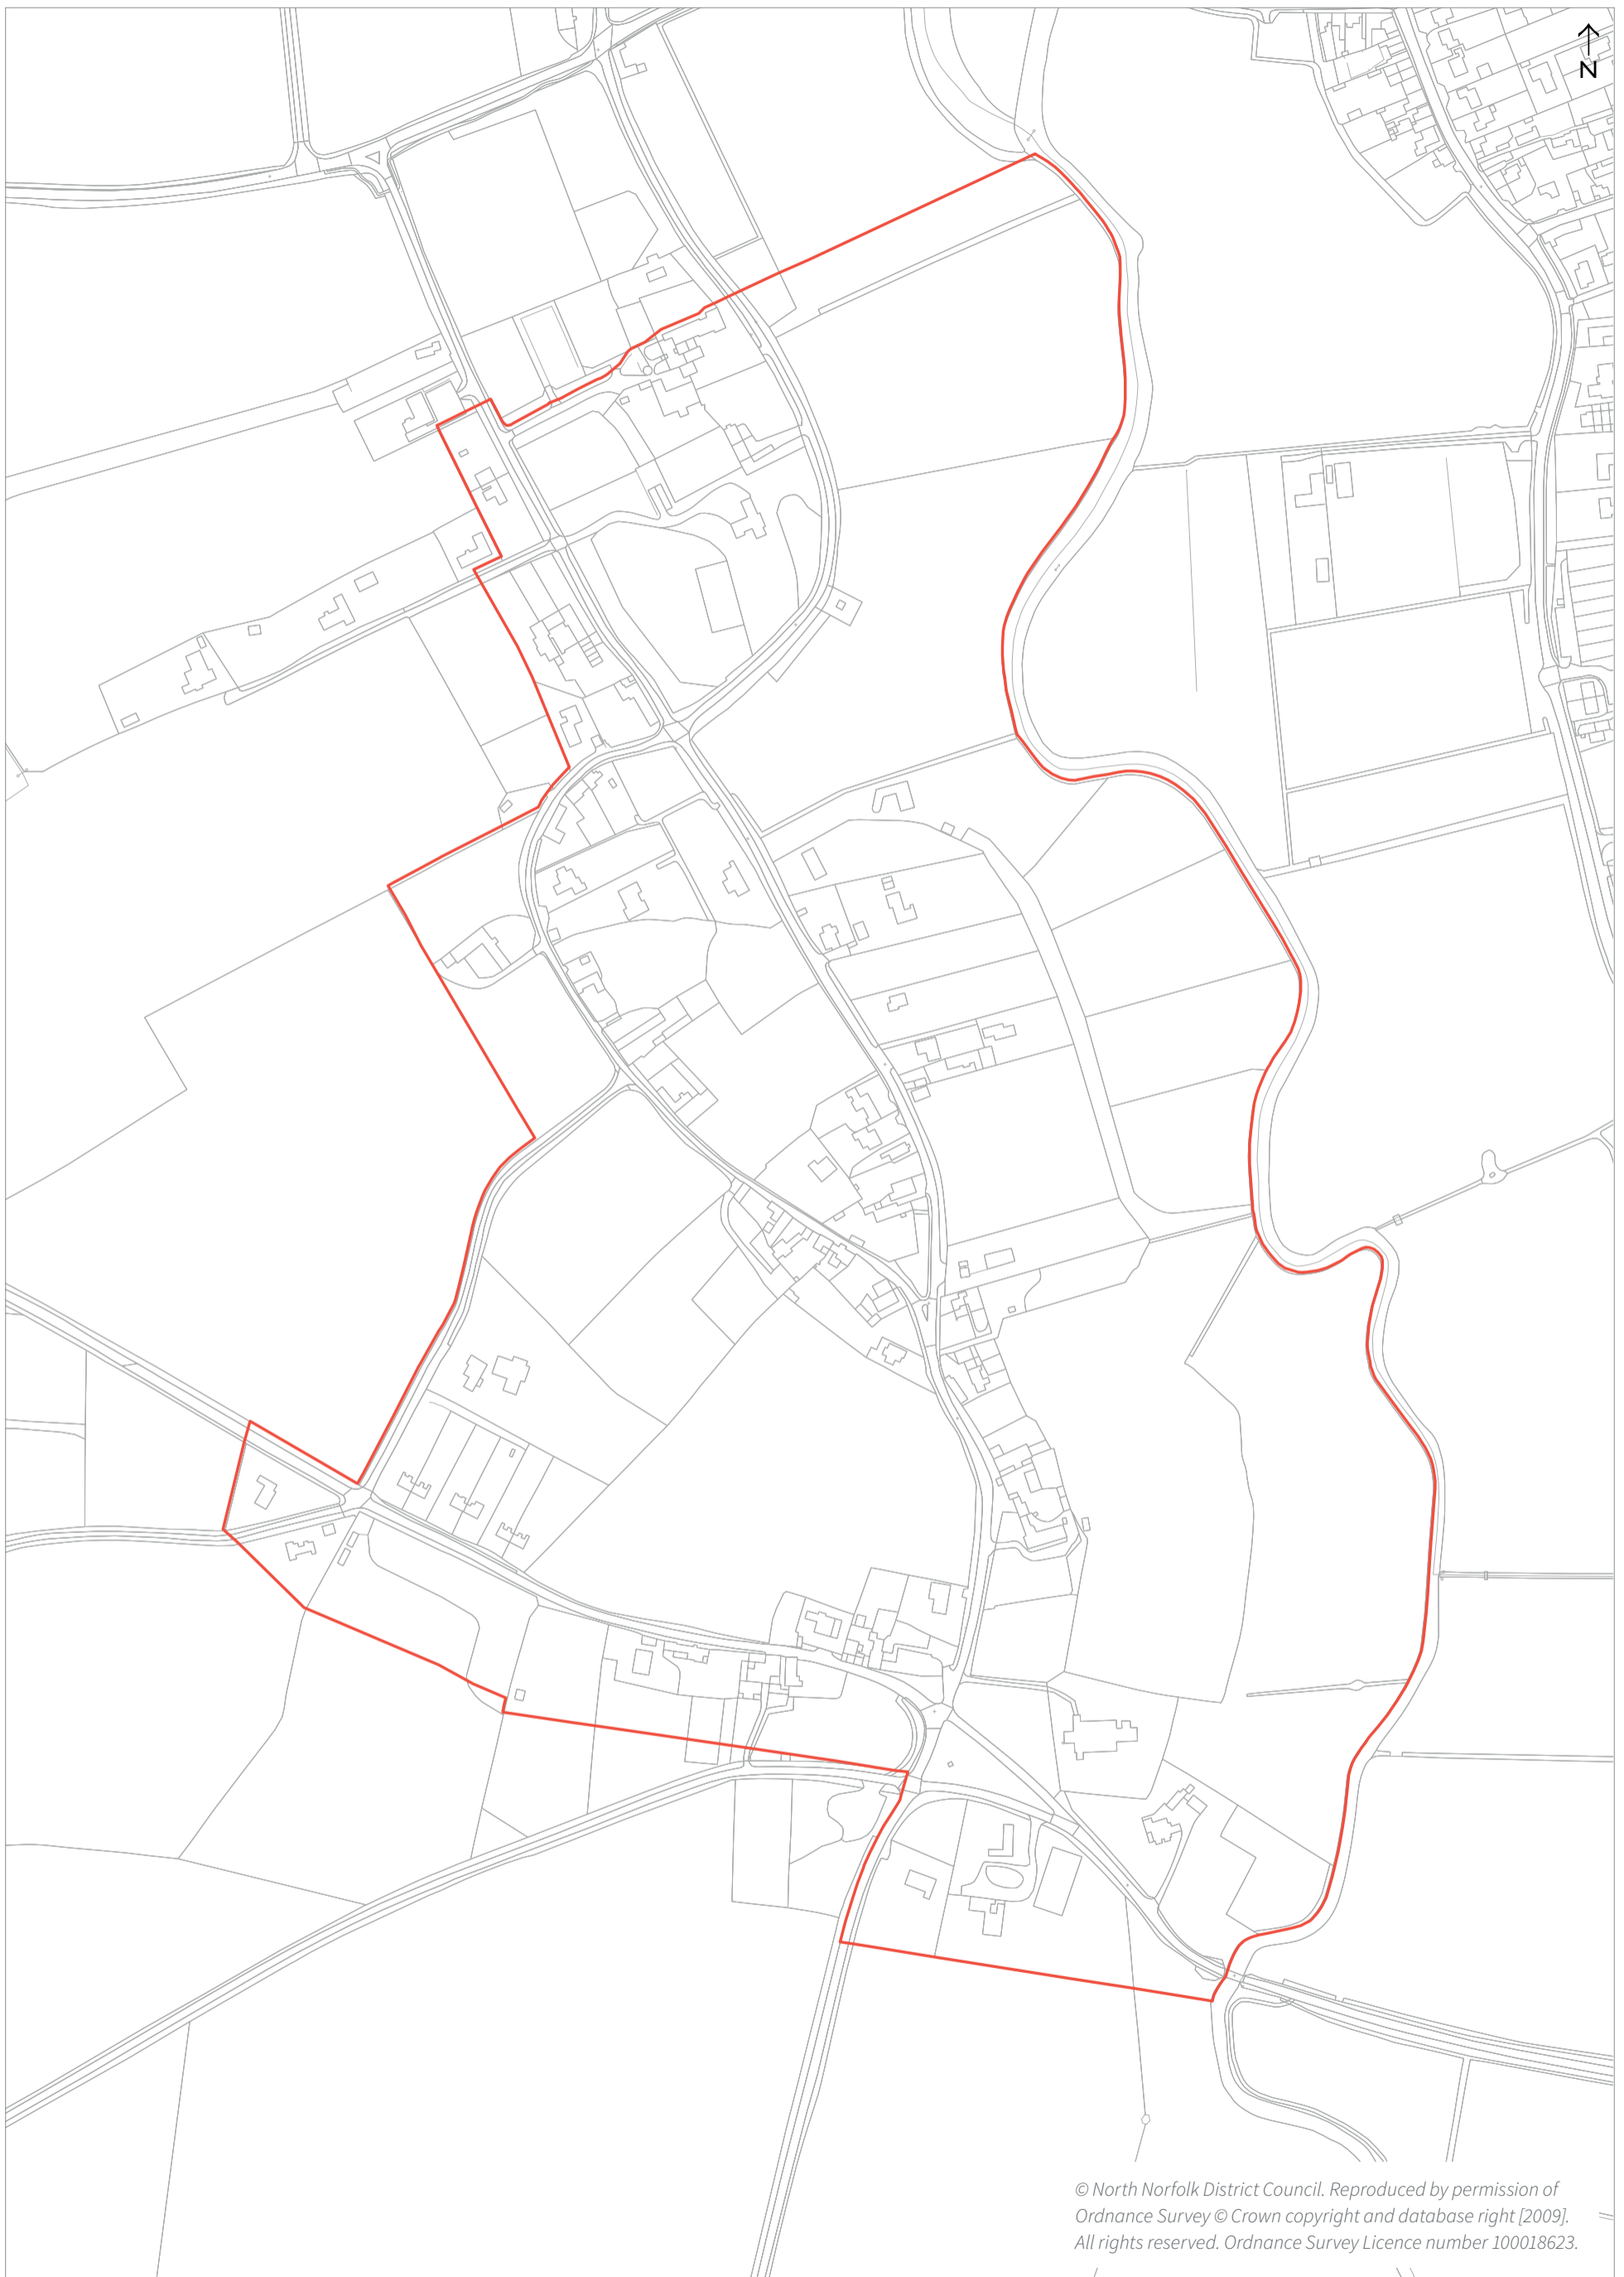 N
© North Norfolk District Council. Reproduced by permission of
Ordnance Survey © Crown copyright and database right [2009].
All rights reserved. Ordnance Survey Licence number 100018623.